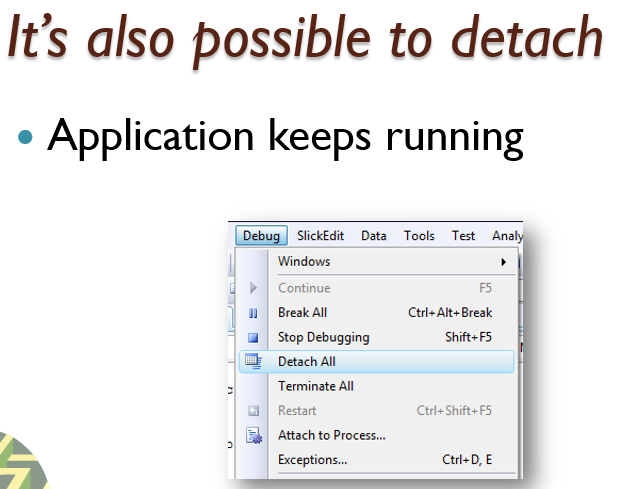 It's also possible to detach
• Application keeps running
Debug SlickEdit Data Tools Test Analy
Windows
Continue F5
Break All Ctrl+Alt+Break
Stop Debugging Shift+F5
Detach All
Terminate All
Restart Ctrl+Shift+F5
Attach to Process...
Exceptions... Ctrl+D, E